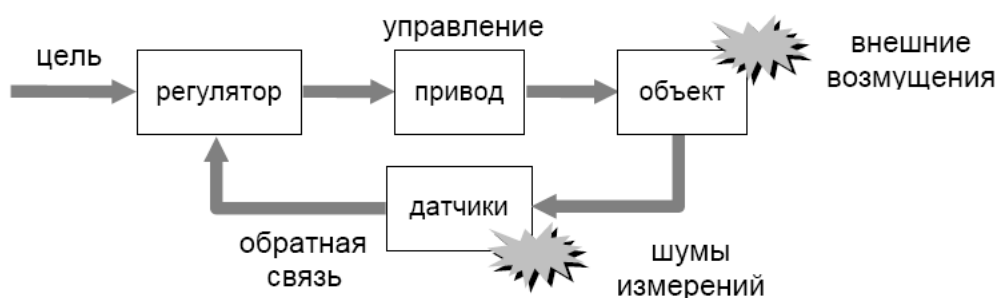 цель
управление
внешние
возмущения
регулятор
привод
объект
датчики
обратная
связь
шумы
измерений